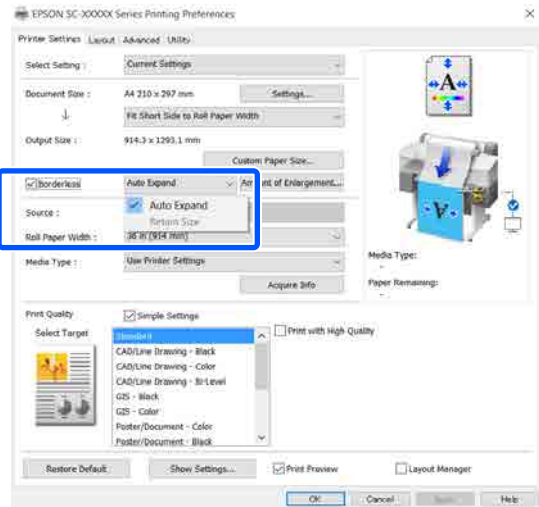 EPSON SC-XXXXX Series Printing Preferences
Printer Settings Layout Advanced Utility
Select Setting : Current Settings
Document Size : A4 210 x 297 mm Settings...
Fit Short Side to Roll Paper Width
Output Size : 914.3 x 1293.1 mm
Custom Paper Size...
Borderless Auto Expand Am nt of Enlargement...
Auto Expand
Retain Size
Source :
Roll Paper Width : 36 in (914 mm)
Media Type : Use Printer Settings
Acquire Info
Media Type:
-
Paper Remaining:
-
Print Quality Simple Settings
Select Target Standard Print with High Quality
CAD/Line Drawing - Black
CAD/Line Drawing - Color
CAD/Line Drawing - Bi-Level
GIS - Black
GIS - Color
Poster/Document - Color
Poster/Document - Black
Restore Default Show Settings... Print Preview Layout Manager
OK Cancel Apply Help
A
A